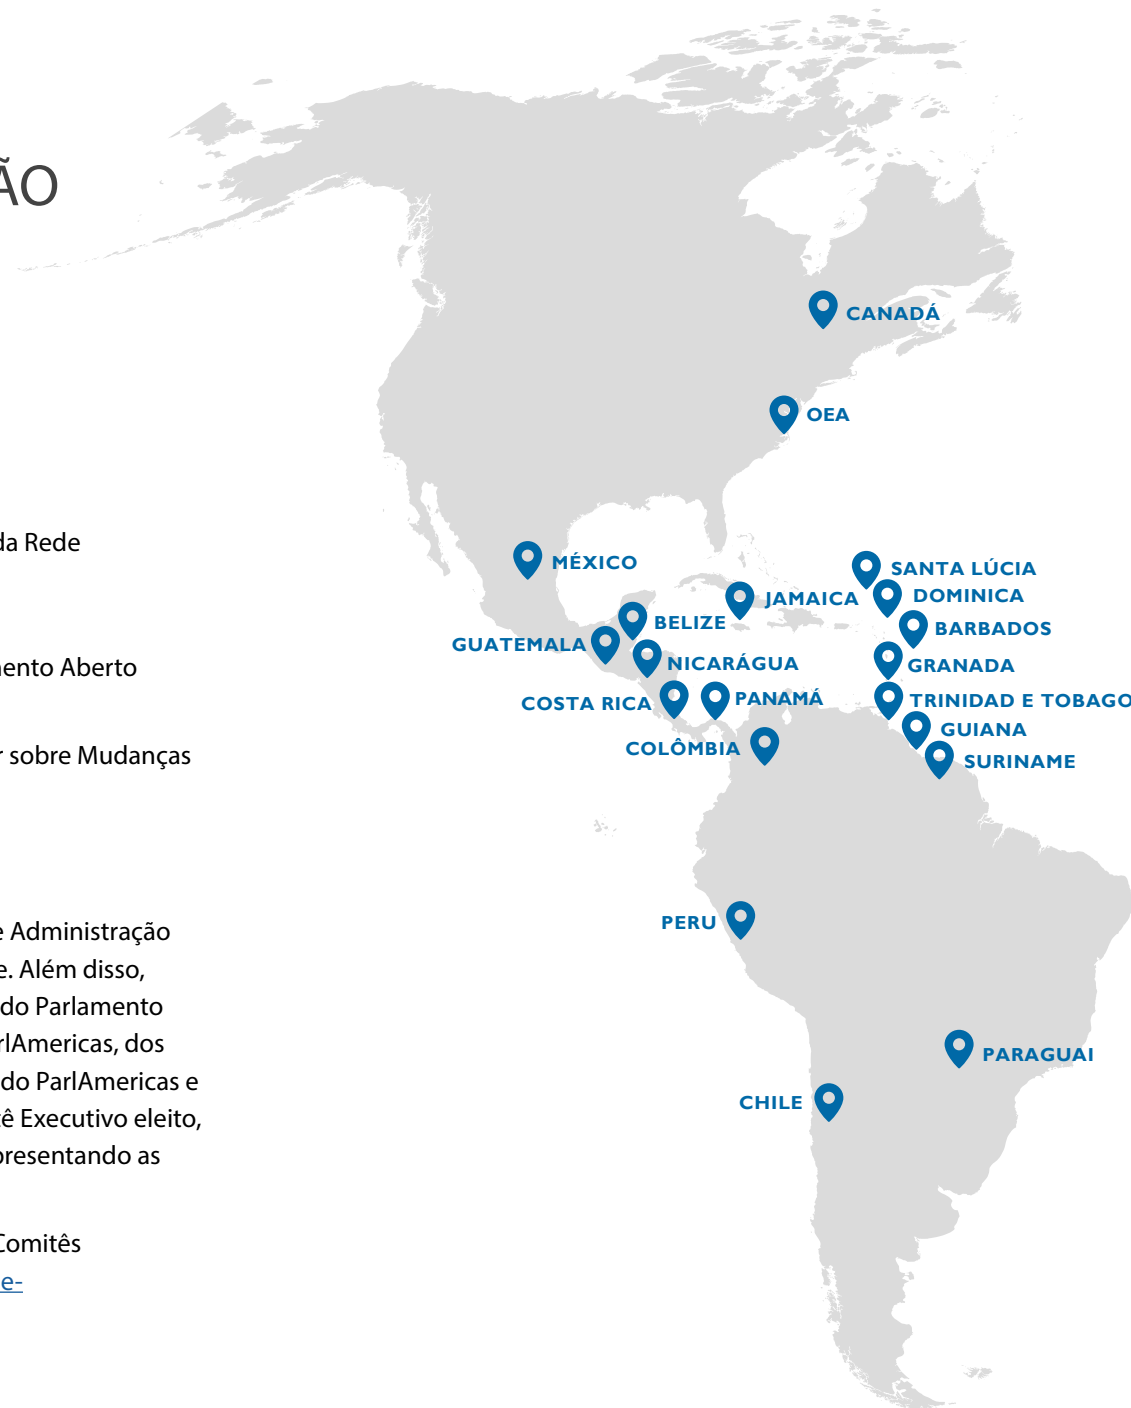 ÃO
da Rede
mento Aberto
r sobre Mudanças
e Administração
e. Além disso,
do Parlamento
rlAmericas, dos
do ParlAmericas e
ê Executivo eleito,
presentando as
Comitês
e-
CANADÁ
OEA
MÉXICO
SANTA LÚCIA
JAMAICA
DOMINICA
BELIZE
BARBADOS
GUATEMALA
NICARÁGUA
GRANADA
COSTA RICA
PANAMÁ
TRINIDAD E TOBAGO
GUIANA
COLÔMBIA
SURINAME
PERU
PARAGUAI
CHILE